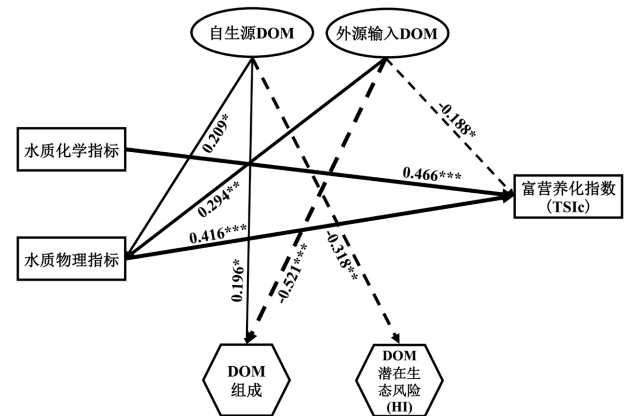 自生源DOM
外源输入DOM
0.209*
-0.188*
水质化学指标
0.466***
0.294**
富营养化指数
（TSIc）
0.416***
水质物理指标
-0.318**
0.196*
-0.521***
DOM
组成
DOM
潜在生
态风险
(HI)